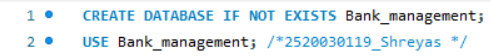 1 CREATE DATABASE IF NOT EXISTS Bank_management;
2 USE Bank_management; /*2520030119_Shreyas */